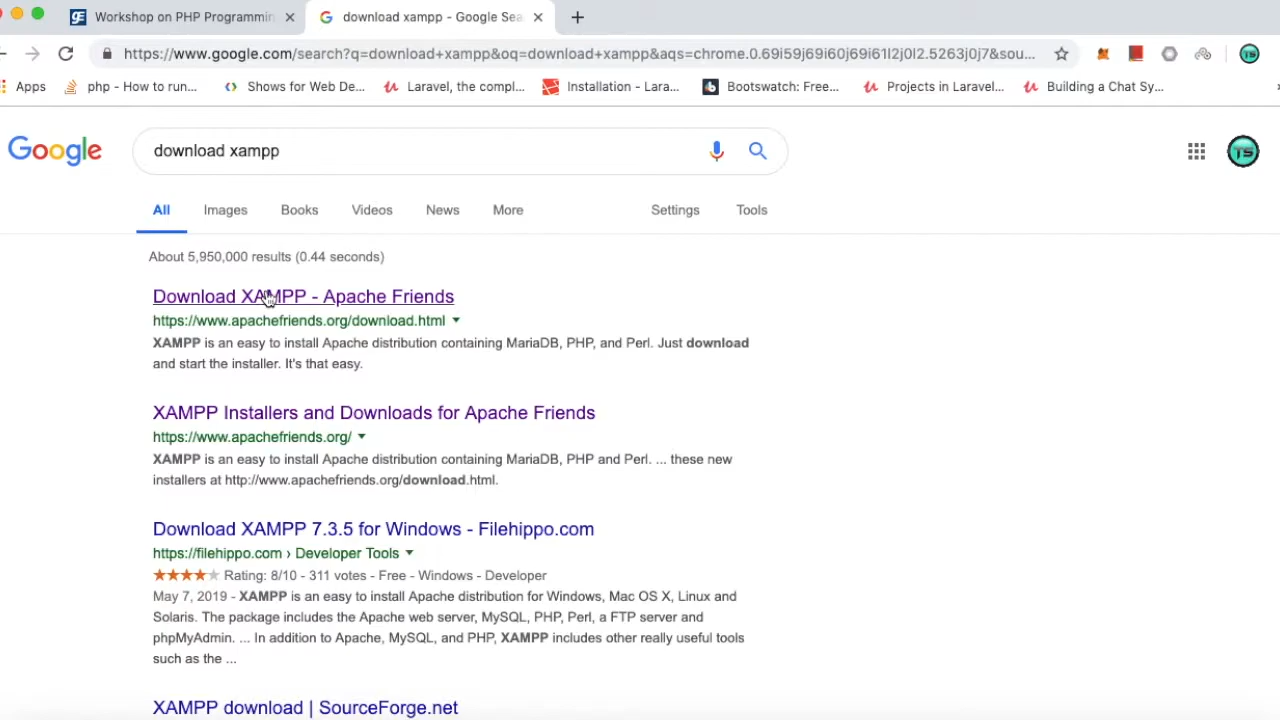 Workshop on PHP Programmin
download xampp - Google Sea
https://www.google.com/search?q=download+xampp&oq=download+xampp&aqs=chrome.0.69i59j69i60j69i61l2j0l2.5263j0j7&sou...
Apps
php - How to run...
Shows for Web De...
Laravel, the compl...
Installation - Lara...
Bootswatch: Free...
Projects in Laravel...
Building a Chat Sy...
Google
download xampp
TS
All Images Books Videos News More Settings Tools
About 5,950,000 results (0.44 seconds)
Download XAMPP - Apache Friends
https://www.apachefriends.org/download.html
XAMPP is an easy to install Apache distribution containing MariaDB, PHP, and Perl. Just download
and start the installer. It's that easy.
XAMPP Installers and Downloads for Apache Friends
https://www.apachefriends.org/
XAMPP is an easy to install Apache distribution containing MariaDB, PHP and Perl. ... these new
installers at http://www.apachefriends.org/download.html.
Download XAMPP 7.3.5 for Windows - Filehippo.com
https://filehippo.com › Developer Tools
Rating: 8/10 - 311 votes - Free - Windows - Developer
May 7, 2019 - XAMPP is an easy to install Apache distribution for Windows, Mac OS X, Linux and
Solaris. The package includes the Apache web server, MySQL, PHP, Perl, a FTP server and
phpMyAdmin. ... In addition to Apache, MySQL, and PHP, XAMPP includes other really useful tools
such as the ...
XAMPP download | SourceForge.net